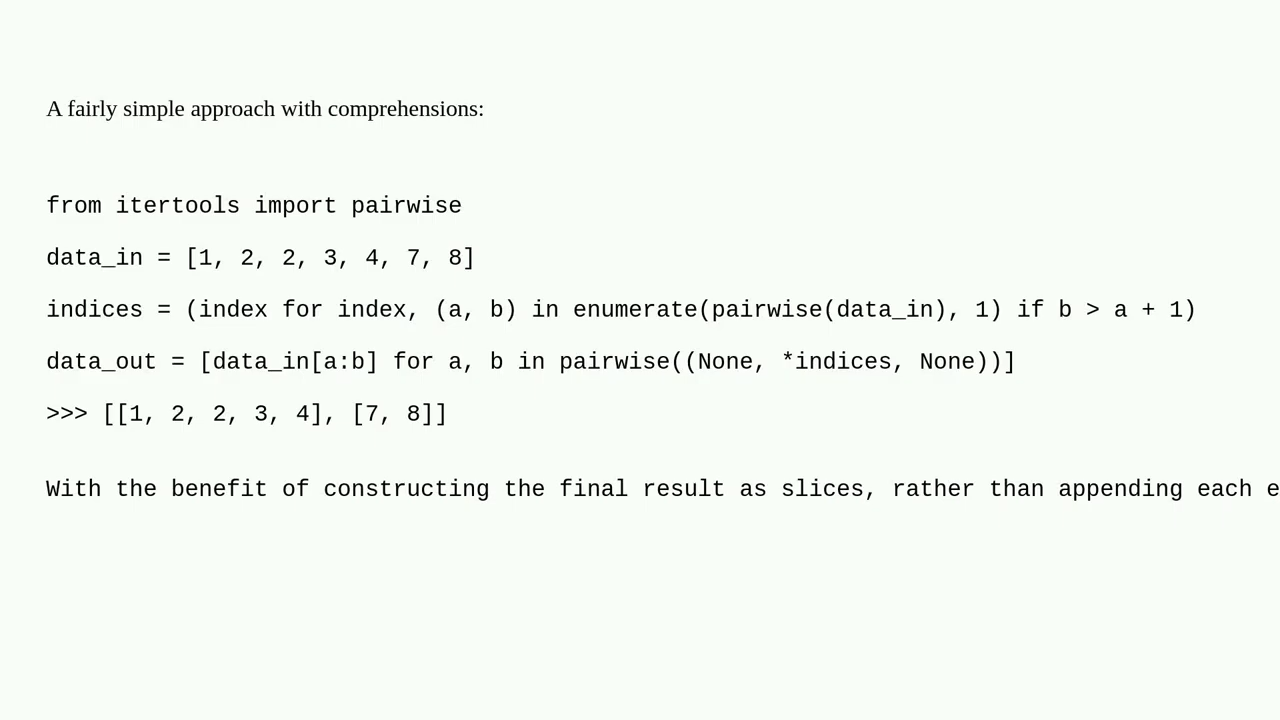 A fairly simple approach with comprehensions:
from itertools import pairwise
data_in = [1, 2, 2, 3, 4, 7, 8]
indices = (index for index, (a, b) in enumerate(pairwise(data_in), 1) if b > a + 1)
data_out = [data_in[a:b] for a, b in pairwise((None, *indices, None))]
>>> [[1, 2, 2, 3, 4], [7, 8]]
With the benefit of constructing the final result as slices, rather than appending each